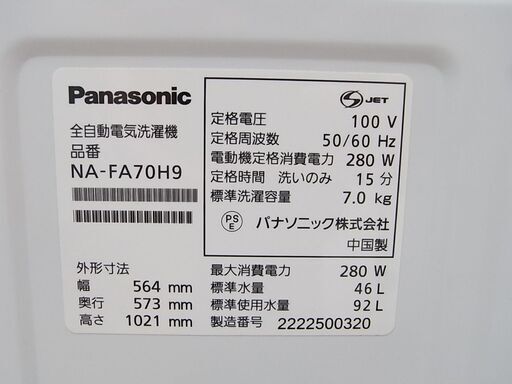 Panasonic
全自動電気洗濯機
品番
NA-FA70H9
S JET
定格電圧 100 V
定格周波数 50/60 Hz
電動機定格消費電力 280 W
定格時間 洗いのみ 15 分
標準洗濯容量 7.0 kg
PS E パナソニック株式会社
中国製
外形寸法
幅 564 mm
奥行 573 mm
高さ 1021 mm
最大消費電力 280 W
標準水量 46 L
標準使用水量 92 L
製造番号 2222500320